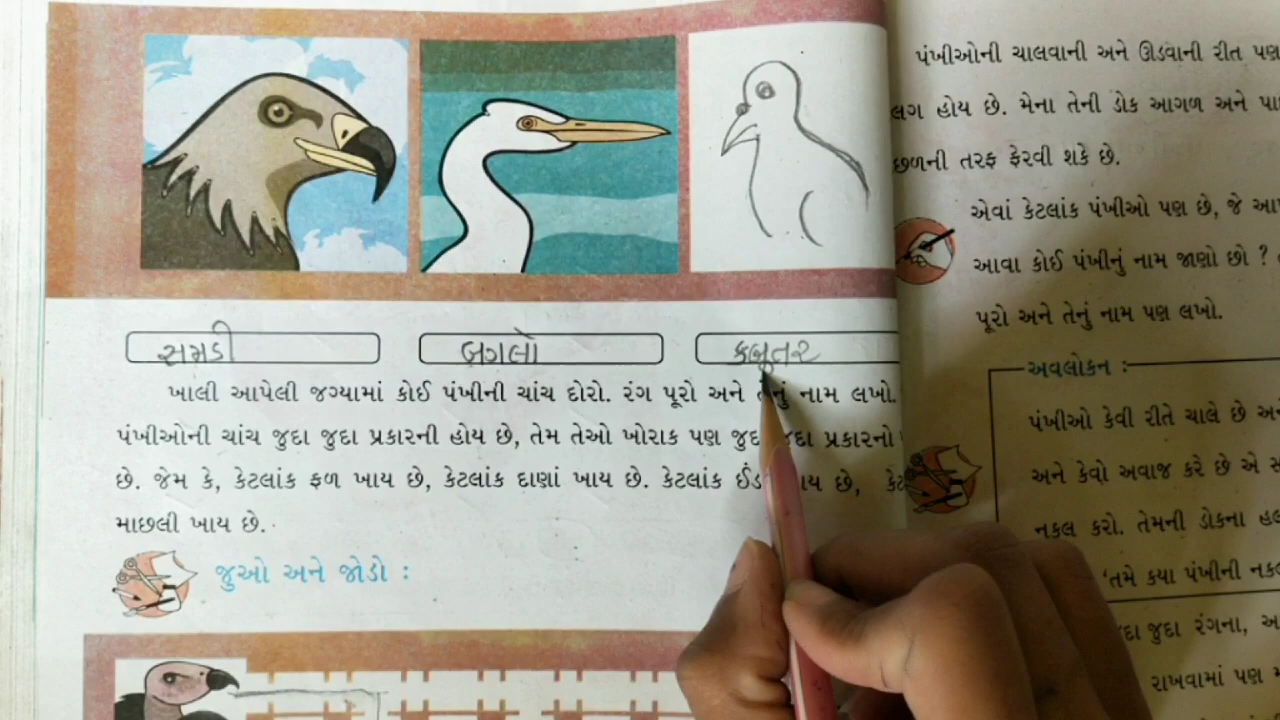 સમડી
બગલો
કબૂતર
ખાલી આપેલી જગ્યામાં કોઈ પંખીની ચાંચ દોરો. રંગ પૂરો અને તેનું નામ લખો.
પંખીઓની ચાંચ જુદા જુદા પ્રકારની હોય છે, તેમ તેઓ ખોરાક પણ જુદા જુદા પ્રકારનો
છે. જેમ કે, કેટલાંક ફળ ખાય છે, કેટલાંક દાણાં ખાય છે. કેટલાંક ઈંડાં ખાય છે,
માછલી ખાય છે.
જુઓ અને જોડો :
પંખીઓની ચાલવાની અને ઊડવાની રીત પણ
હોય છે. મેના તેની ડોક આગળ અને
તરફ ફેરવી શકે છે.
એવાં કેટલાંક પંખીઓ પણ છે, જે
આવા કોઈ પંખીનું નામ જાણો છો ?
પૂરો અને તેનું નામ પણ લખો.
અવલોકન :
પંખીઓ કેવી રીતે ચાલે છે
અને કેવો અવાજ કરે છે એ
નકલ કરો. તેમની ડોકના
'તમે કયા પંખીની
જુદા રંગના,
રાખવામાં પણ